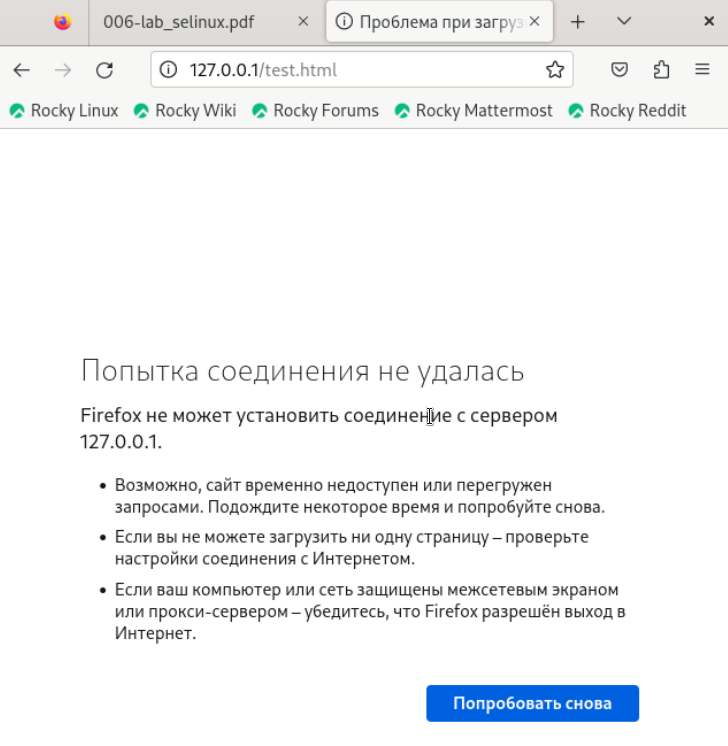 006-lab_selinux.pdf
Проблема при загруз
127.0.0.1/test.html
Rocky Linux
Rocky Wiki
Rocky Forums
Rocky Mattermost
Rocky Reddit
Попытка соединения не удалась
Firefox не может установить соединение с сервером
127.0.0.1.
• Возможно, сайт временно недоступен или перегружен
запросами. Подождите некоторое время и попробуйте снова.
• Если вы не можете загрузить ни одну страницу – проверьте
настройки соединения с Интернетом.
• Если ваш компьютер или сеть защищены межсетевым экраном
или прокси-сервером – убедитесь, что Firefox разрешён выход в
Интернет.
Попробовать снова